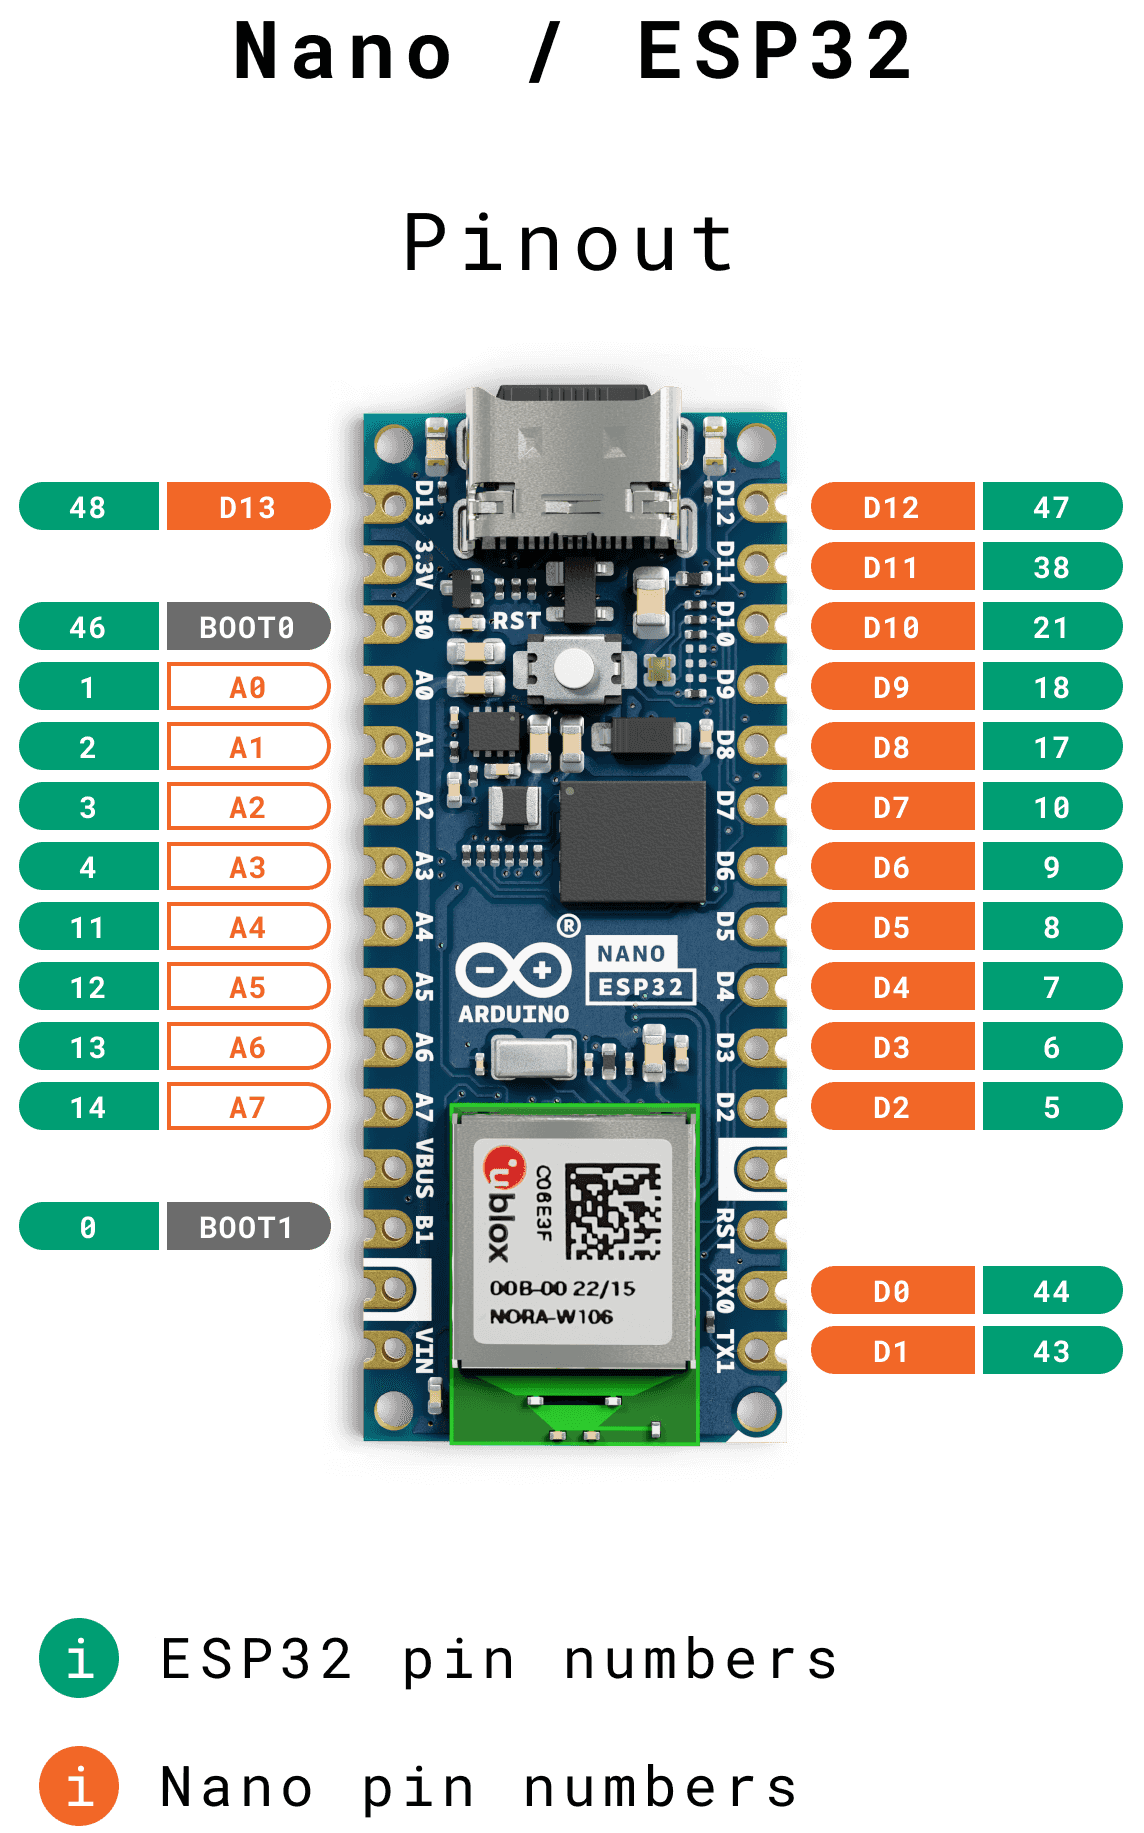 Nano / ESP32
Pinout
48 D13
D12 47
D11 38
46 BOOT0
D10 21
1 A0
D9 18
2 A1
D8 17
3 A2
D7 10
4 A3
D6 9
11 A4
D5 8
12 A5
D4 7
13 A6
D3 6
14 A7
D2 5
0 BOOT1
D0 44
D1 43
D13
3.3V
B0
A0
A1
A2
A3
A4
A5
A6
A7
VBUS
B1
VIN
RST
®
NANO
ESP32
ARDUINO
ublox
C08E3F
00B-00 22/15
NORA-W106
D12
D11
D10
D9
D8
D7
D6
D5
D4
D3
D2
RST
RX0
TX1
i ESP32 pin numbers
i Nano pin numbers